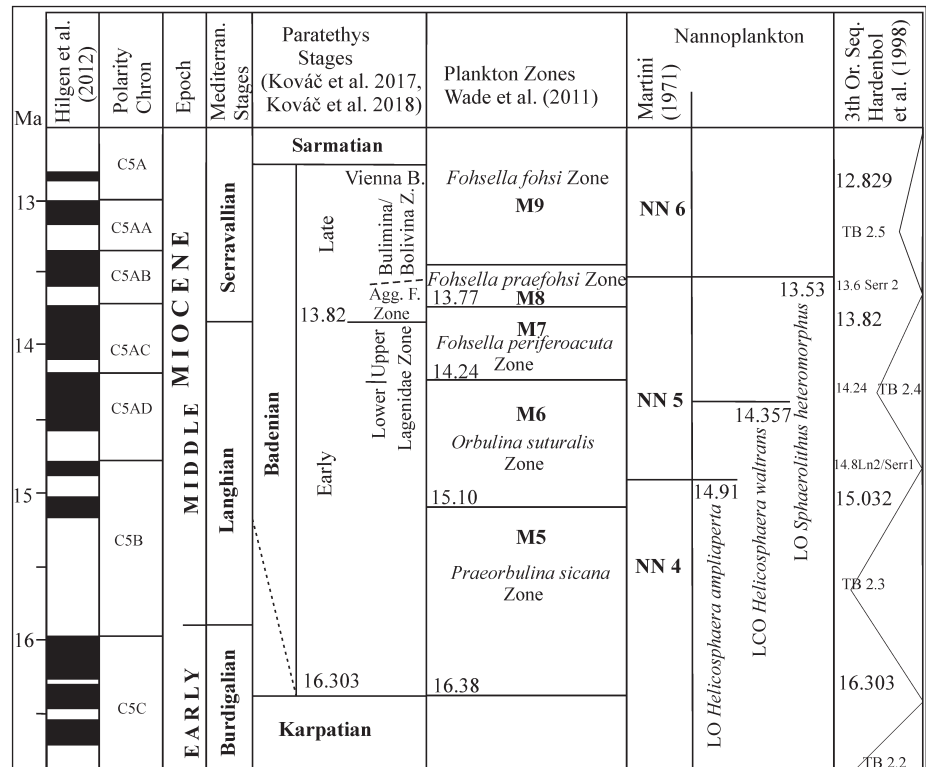 Ma
Hilgen et al.
(2012)
Polarity
Chron
Epoch
Mediterran.
Stages
Paratethys
Stages
(Kováč et al. 2017,
Kováč et al. 2018)
Plankton Zones
Wade et al. (2011)
Martini
(1971)
Nannoplankton
3th Or. Seq.
Hardenbol
et al. (1998)
13
14
15
16
C5A
C5AA
C5AB
C5AC
C5AD
C5B
C5C
MIDDLE MIOCENE
EARLY
Serravallian
Langhian
Burdigalian
Sarmatian
Badenian
Late
Early
Vienna B.
Bulimina/
Bolivina Z.
Agg. F.
Zone
13.82
Lower | Upper
Lagenidae Zone
16.303
Karpatian
Fohsella fohsi Zone
M9
Fohsella praefohsi Zone
13.77 M8
M7
Fohsella periferoacuta
Zone
14.24
M6
Orbulina suturalis
Zone
15.10
M5
Praeorbulina sicana
Zone
16.38
NN 6
NN 5
NN 4
14.91
LO Helicosphaera ampliaperta
14.357
LCO Helicosphaera waltrans
13.53
LO Sphaerolithus heteromorphus
12.829
TB 2.5
13.6 Serr 2
13.82
14.24 TB 2.4
14.8Ln2/Serr1
15.032
TB 2.3
16.303
TB 2.2